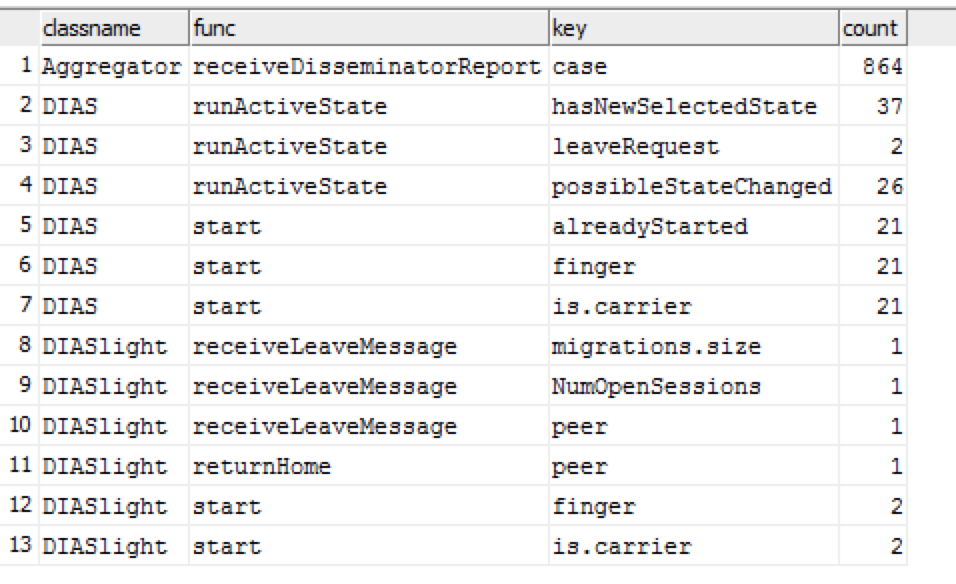 classname func key count
1 Aggregator receiveDisseminatorReport case 864
2 DIAS runActiveState hasNewSelectedState 37
3 DIAS runActiveState leaveRequest 2
4 DIAS runActiveState possibleStateChanged 26
5 DIAS start alreadyStarted 21
6 DIAS start finger 21
7 DIAS start is.carrier 21
8 DIASlight receiveLeaveMessage migrations.size 1
9 DIASlight receiveLeaveMessage NumOpenSessions 1
10 DIASlight receiveLeaveMessage peer 1
11 DIASlight returnHome peer 1
12 DIASlight start finger 2
13 DIASlight start is.carrier 2